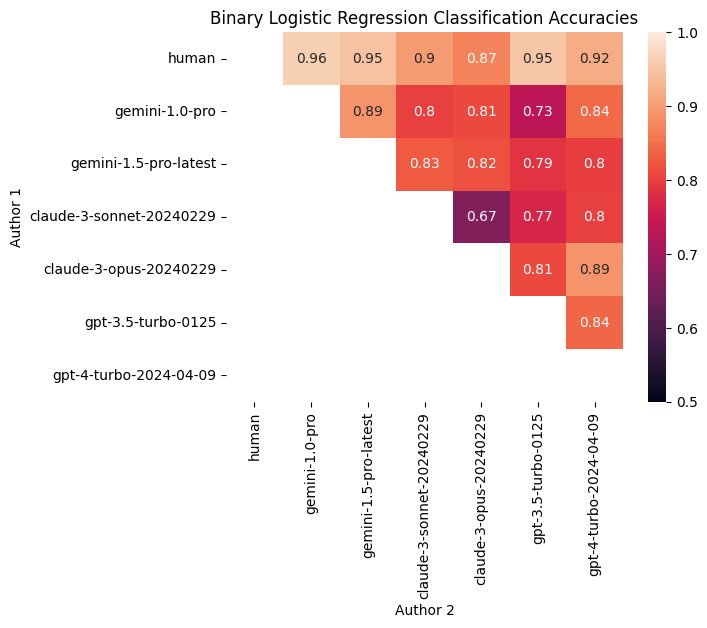 Binary Logistic Regression Classification Accuracies
human
0.96 0.95 0.9 0.87 0.95 0.92
gemini-1.0-pro
0.89 0.8 0.81 0.73 0.84
gemini-1.5-pro-latest
0.83 0.82 0.79 0.8
claude-3-sonnet-20240229
0.67 0.77 0.8
claude-3-opus-20240229
0.81 0.89
gpt-3.5-turbo-0125
0.84
gpt-4-turbo-2024-04-09
Author 1
human
gemini-1.0-pro
gemini-1.5-pro-latest
claude-3-sonnet-20240229
claude-3-opus-20240229
gpt-3.5-turbo-0125
gpt-4-turbo-2024-04-09
Author 2
1.0
0.9
0.8
0.7
0.6
0.5